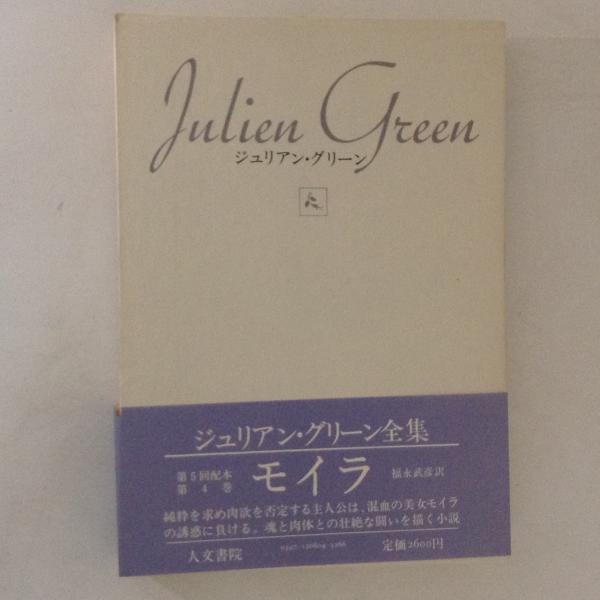 Julien Green
ジュリアン・グリーン
ジュリアン・グリーン全集
第5回配本
第4巻
モイラ
福永武彦訳
純粋を求め肉欲を否定する主人公は、混血の美女モイラ
の誘惑に負ける。魂と肉体との壮絶な闘いを描く小説
人文書院
定価2600円